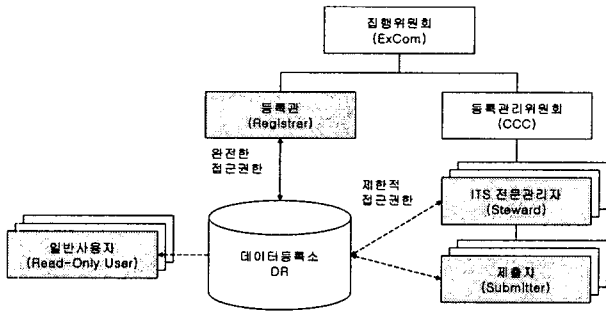 집행위원회
(ExCom)
등록관
(Registrar)
등록관리위원회
(CCC)
완전한
접근권한
제한적
접근권한
ITS 전문관리자
(Steward)
일반사용자
(Read-Only User)
데이터등록소
DR
제출자
(Submitter)